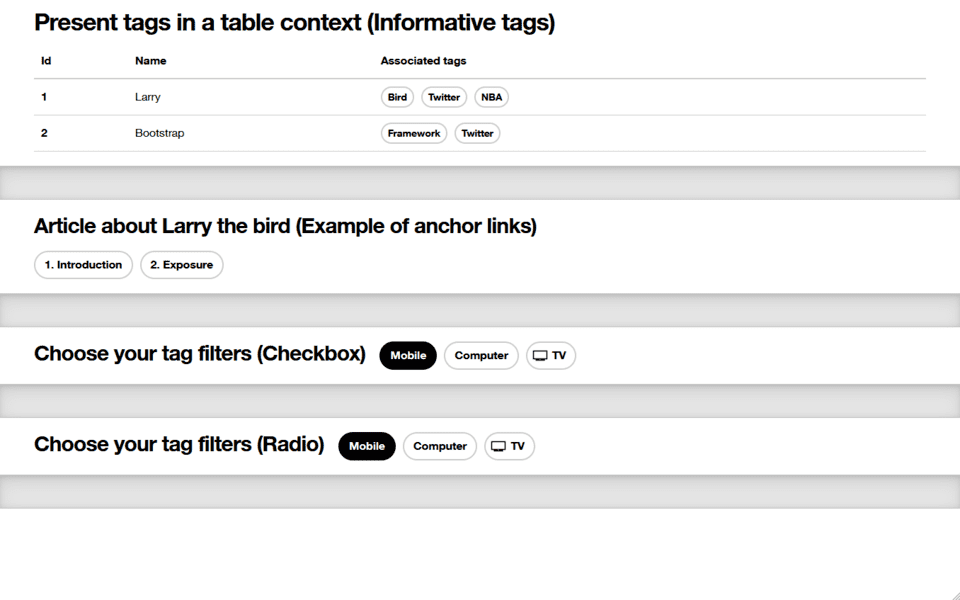 Present tags in a table context (Informative tags)
Id Name Associated tags
1 Larry Bird Twitter NBA
2 Bootstrap Framework Twitter
Article about Larry the bird (Example of anchor links)
1. Introduction 2. Exposure
Choose your tag filters (Checkbox) Mobile Computer TV
Choose your tag filters (Radio) Mobile Computer TV